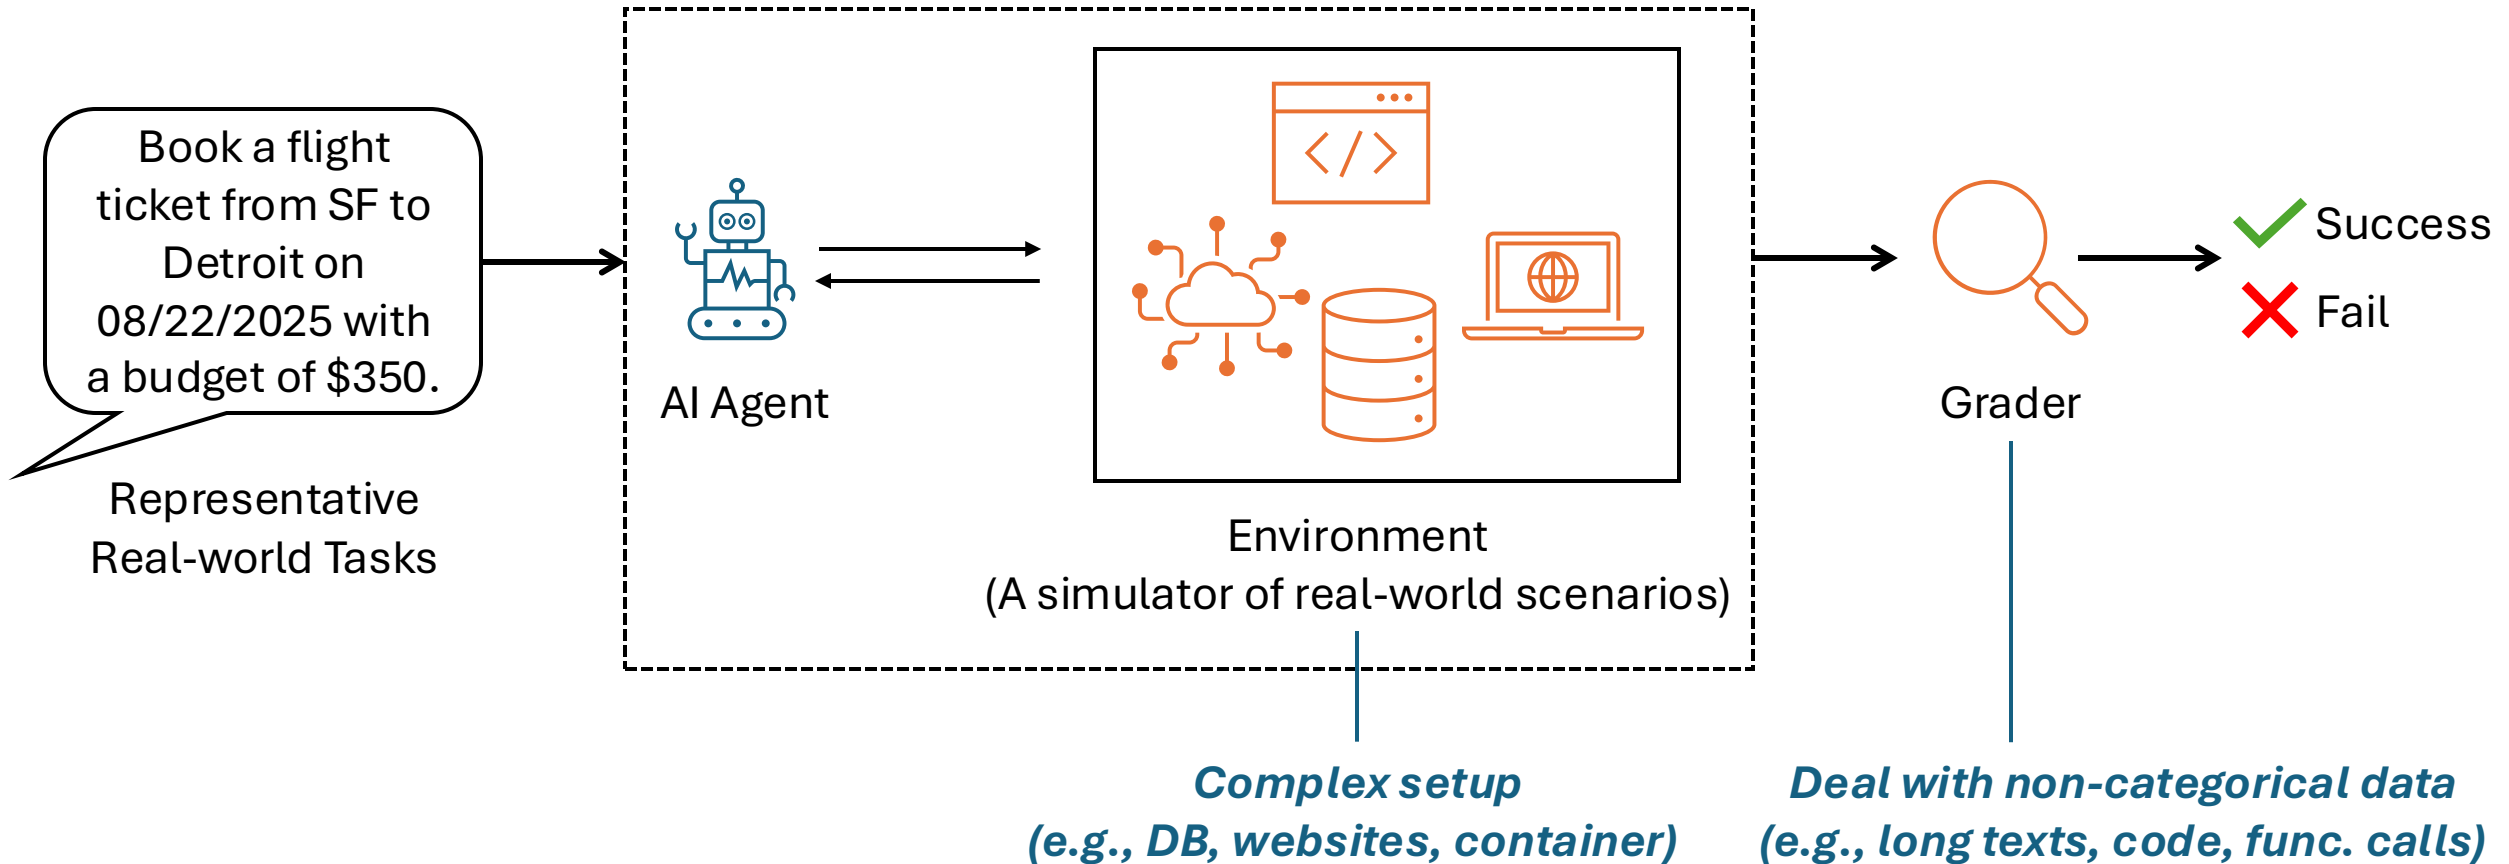 Book a flight
ticket from SF to
Detroit on
08/22/2025 with
a budget of $350.
Representative
Real-world Tasks
AI Agent
</>
Environment
(A simulator of real-world scenarios)
Complex setup
(e.g., DB, websites, container)
Grader
Deal with non-categorical data
(e.g., long texts, code, func. calls)
Success
Fail